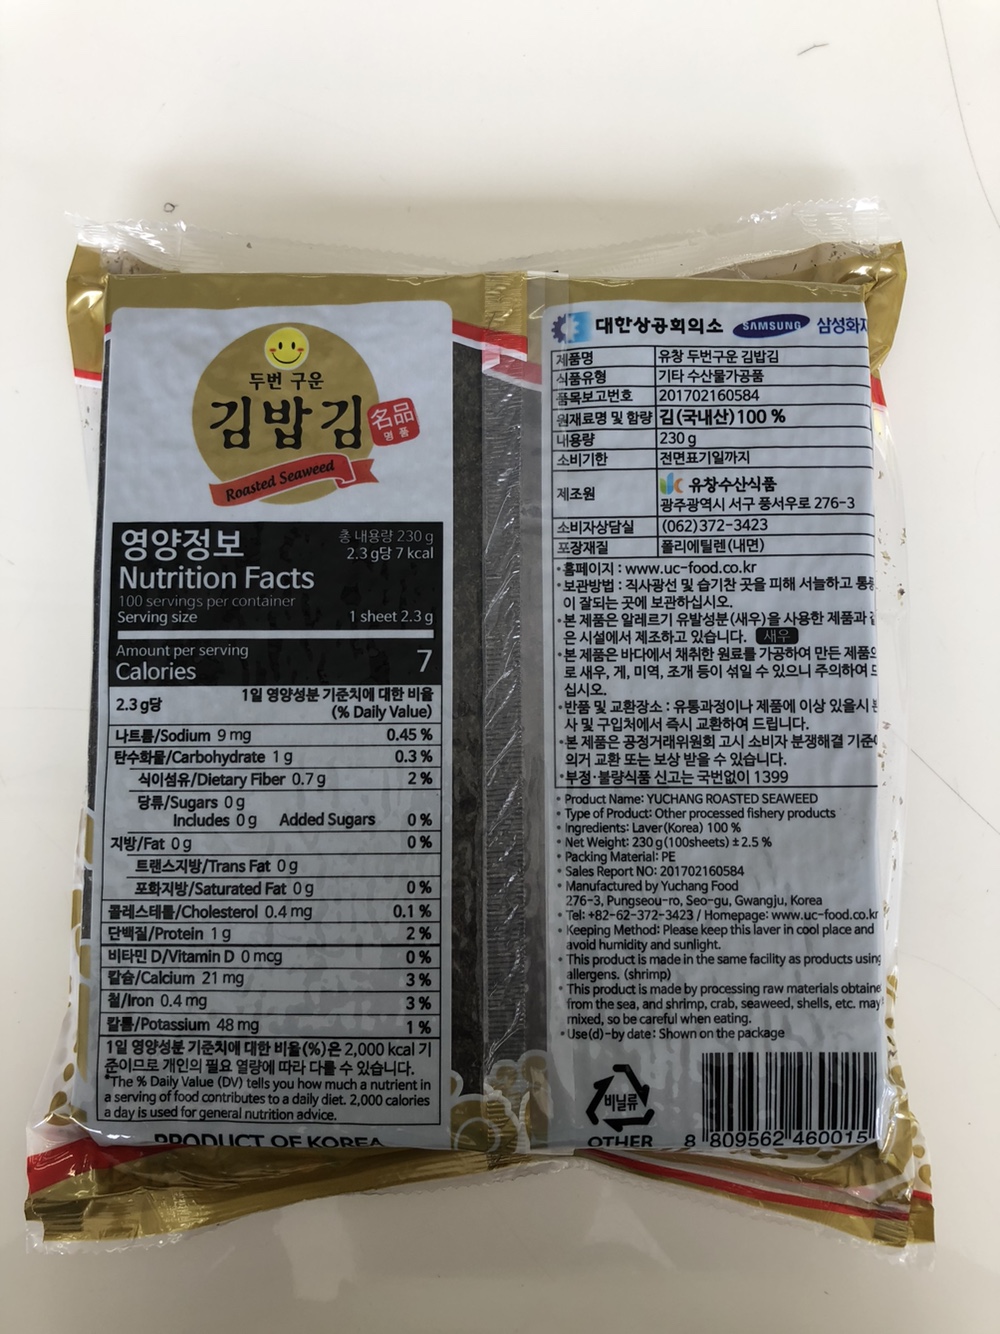 두번 구운
김밥김
名品
명품
Roasted Seaweed
영양정보
총 내용량 230 g
2.3 g당 7 kcal
Nutrition Facts
100 servings per container
Serving size 1 sheet 2.3 g
Amount per serving
Calories 7
2.3 g당 1일 영양성분 기준치에 대한 비율
(% Daily Value)
나트륨/Sodium 9 mg 0.45 %
탄수화물/Carbohydrate 1 g 0.3 %
식이섬유/Dietary Fiber 0.7 g 2 %
당류/Sugars 0 g
Includes 0 g Added Sugars 0 %
지방/Fat 0 g 0 %
트랜스지방/Trans Fat 0 g
포화지방/Saturated Fat 0 g 0 %
콜레스테롤/Cholesterol 0.4 mg 0.1 %
단백질/Protein 1 g 2 %
비타민 D/Vitamin D 0 mcg 0 %
칼슘/Calcium 21 mg 3 %
철/Iron 0.4 mg 3 %
칼륨/Potassium 48 mg 1 %
1일 영양성분 기준치에 대한 비율(%)은 2,000 kcal 기
준이므로 개인의 필요 열량에 따라 다를 수 있습니다.
*The % Daily Value (DV) tells you how much a nutrient in
a serving of food contributes to a daily diet. 2,000 calories
a day is used for general nutrition advice.
PRODUCT OF KOREA
대한상공회의소 SAMSUNG 삼성화재
제품명 유창 두번구운 김밥김
식품유형 기타 수산물가공품
품목보고번호 201702160584
원재료명 및 함량 김(국내산) 100 %
내용량 230 g
소비기한 전면표기일까지
제조원 유창수산식품
광주광역시 서구 풍서우로 276-3
소비자상담실 (062)372-3423
포장재질 폴리에틸렌(내면)
• 홈페이지 : www.uc-food.co.kr
• 보관방법 : 직사광선 및 습기찬 곳을 피해 서늘하고 통풍
이 잘되는 곳에 보관하십시오.
• 본 제품은 알레르기 유발성분(새우)을 사용한 제품과 같
은 시설에서 제조하고 있습니다. 새우
• 본 제품은 바다에서 채취한 원료를 가공하여 만든 제품으
로 새우, 게, 미역, 조개 등이 섞일 수 있으니 주의하여 드
십시오.
• 반품 및 교환장소 : 유통과정이나 제품에 이상 있을시 본
사 및 구입처에서 즉시 교환하여 드립니다.
• 본 제품은 공정거래위원회 고시 소비자 분쟁해결 기준에
의거 교환 또는 보상 받을 수 있습니다.
• 부정·불량식품 신고는 국번없이 1399
• Product Name: YUCHANG ROASTED SEAWEED
• Type of Product: Other processed fishery products
• Ingredients: Laver(Korea) 100 %
• Net Weight: 230 g(100sheets) ± 2.5 %
• Packing Material: PE
• Sales Report NO: 201702160584
• Manufactured by Yuchang Food
276-3, Pungseou-ro, Seo-gu, Gwangju, Korea
• Tel: +82-62-372-3423 / Homepage: www.uc-food.co.kr
• Keeping Method: Please keep this laver in cool place and
avoid humidity and sunlight.
• This product is made in the same facility as products using
allergens. (shrimp)
• This product is made by processing raw materials obtaine
from the sea, and shrimp, crab, seaweed, shells, etc. may
mixed, so be careful when eating.
• Use(d)-by date: Shown on the package
비닐류
OTHER
8 809562 460015